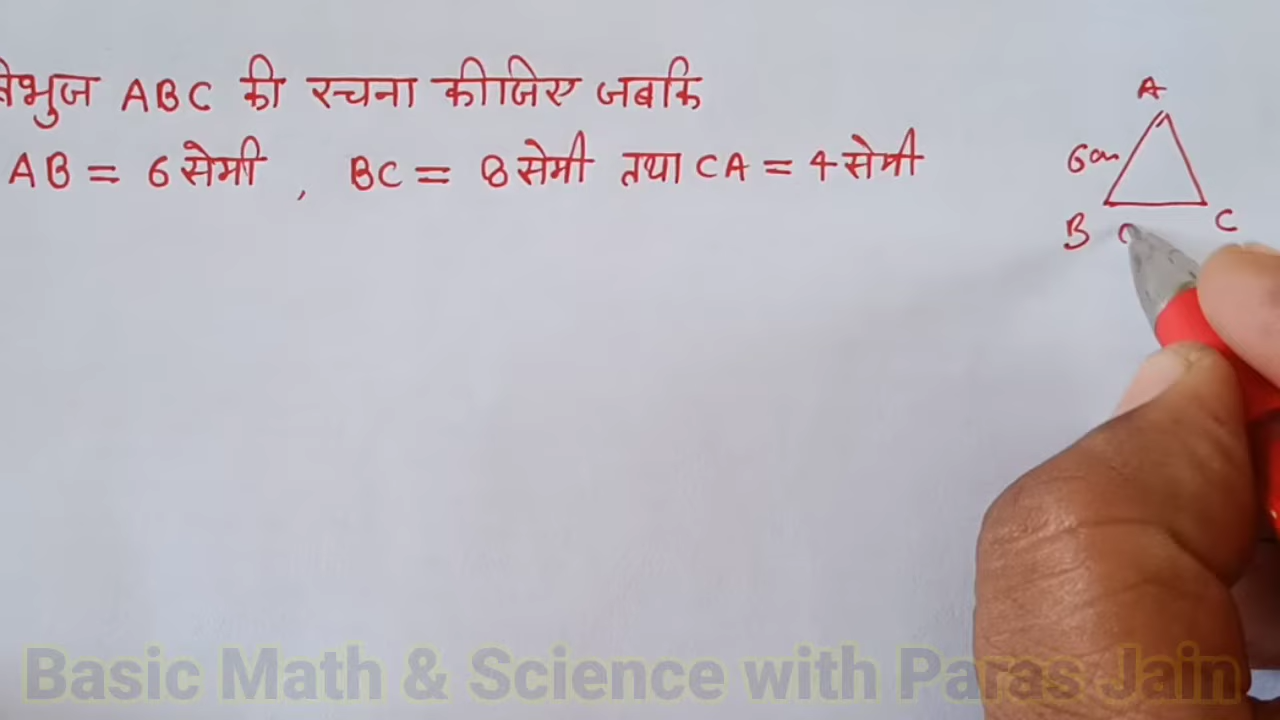 ABC की रचना कीजिए जबकि
AB = 6 सेमी , BC = 8 सेमी तथा CA = 4 सेमी
A
6cm
B
C
Basic Math & Science with Paras Jain